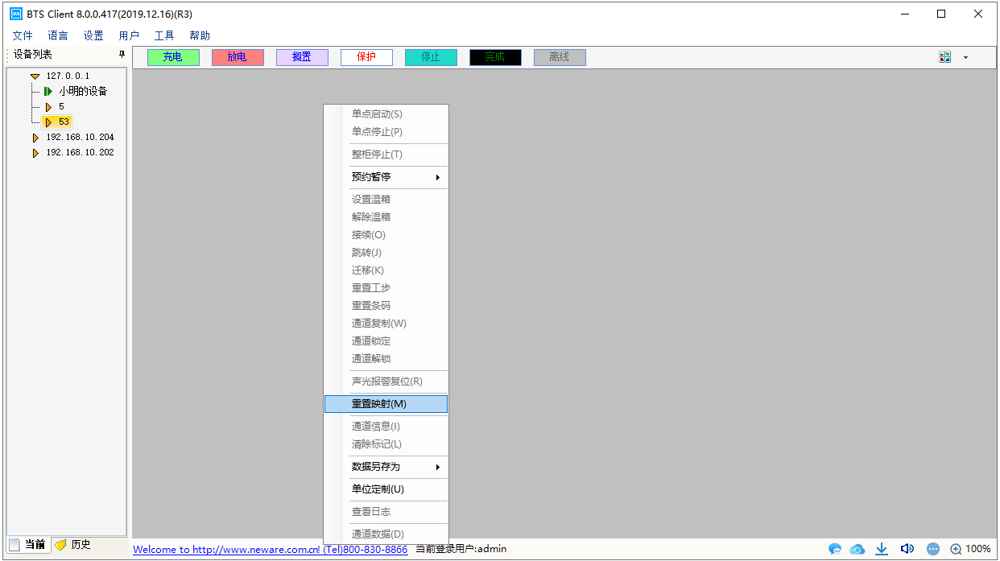 BTS Client 8.0.0.417(2019.12.16)(R3)
文件 语言 设置 用户 工具 帮助
设备列表
充电 放电 搁置 保护 停止 完成 离线
127.0.0.1
小明的设备
5
53
192.168.10.204
192.168.10.202
单点启动(S)
单点停止(P)
整柜停止(T)
预约暂停
设置温箱
解除温箱
接续(O)
跳转(J)
迁移(K)
重置工步
重置条码
通道复制(W)
通道锁定
通道解锁
声光报警复位(R)
重置映射(M)
通道信息(I)
清除标记(L)
数据另存为
单位定制(U)
查看日志
通道数据(D)
当前 历史
Welcome to http://www.neware.com.cn! (Tel)800-830-8866 当前登录用户:admin
100%